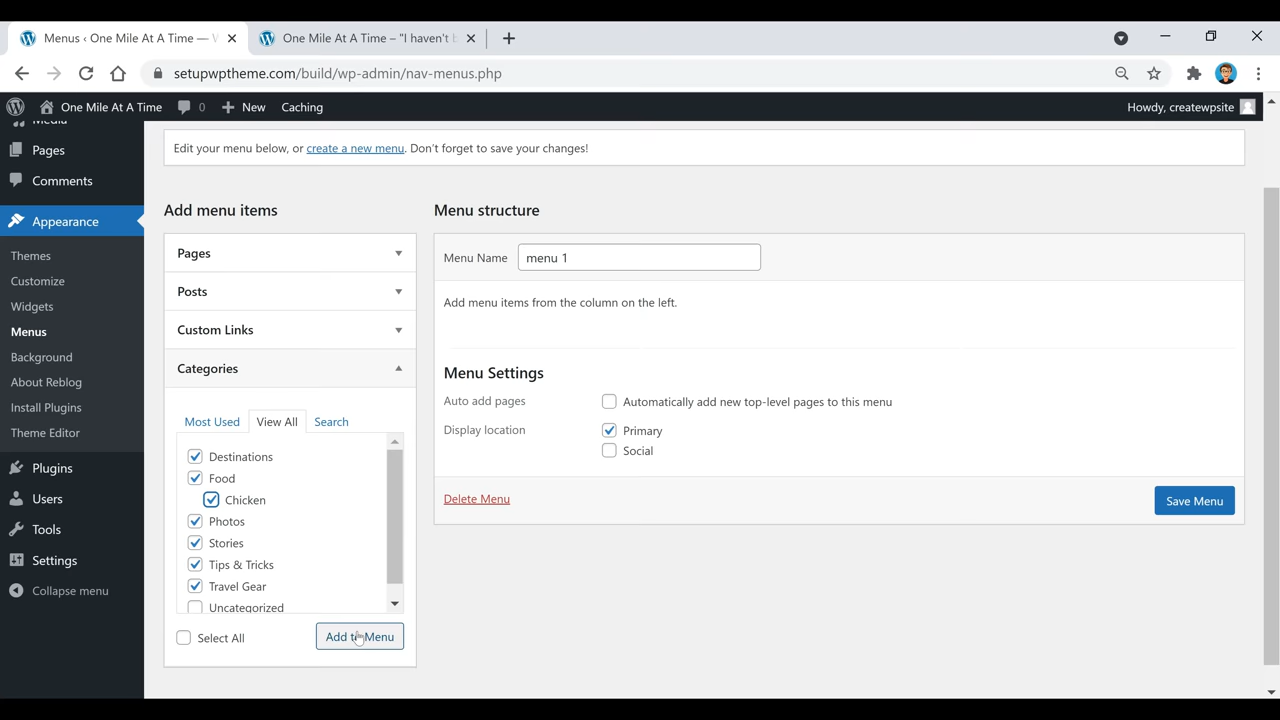 Menus ‹ One Mile At A Time —
One Mile At A Time – "I haven't
setupwptheme.com/build/wp-admin/nav-menus.php
One Mile At A Time
0
New
Caching
Howdy, createwpsite
Media
Pages
Comments
Appearance
Themes
Customize
Widgets
Menus
Background
About Reblog
Install Plugins
Theme Editor
Plugins
Users
Tools
Settings
Collapse menu
Edit your menu below, or create a new menu. Don't forget to save your changes!
Add menu items
Pages
Posts
Custom Links
Categories
Most Used
View All
Search
Destinations
Food
Chicken
Photos
Stories
Tips & Tricks
Travel Gear
Uncategorized
Select All
Add to Menu
Menu structure
Menu Name
menu 1
Add menu items from the column on the left.
Menu Settings
Auto add pages
Automatically add new top-level pages to this menu
Display location
Primary
Social
Delete Menu
Save Menu